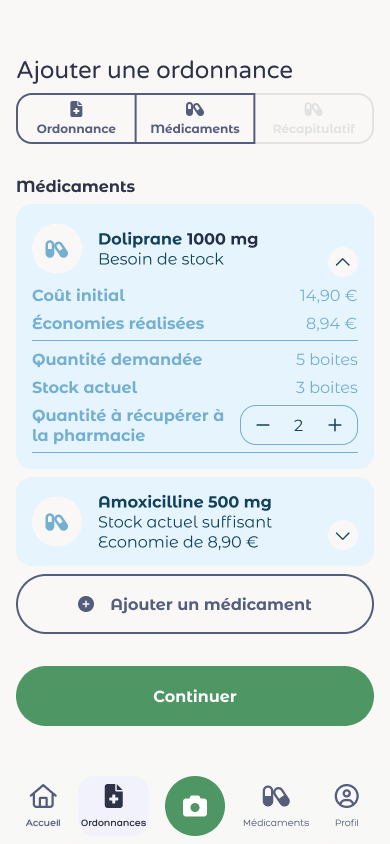 Ajouter une ordonnance
Ordonnance
Médicaments
Récapitulatif
Médicaments
Doliprane 1000 mg
Besoin de stock
Coût initial 14,90 €
Économies réalisées 8,94 €
Quantité demandée 5 boites
Stock actuel 3 boites
Quantité à récupérer à
la pharmacie
2
Amoxicilline 500 mg
Stock actuel suffisant
Economie de 8,90 €
Ajouter un médicament
Continuer
Accueil
Ordonnances
Médicaments
Profil